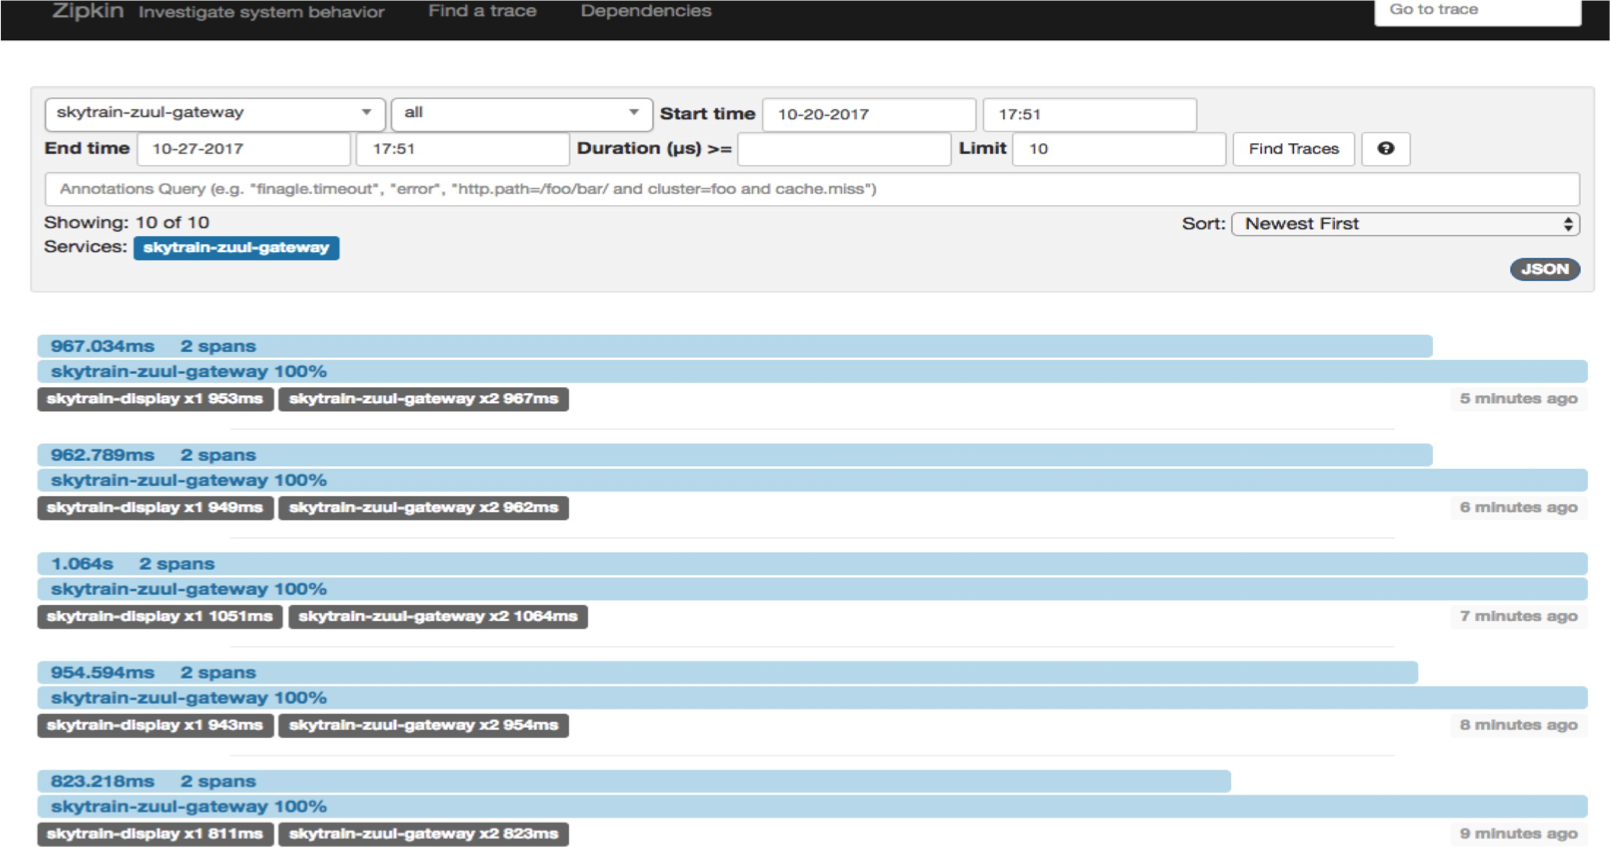 Zipkin Investigate system behavior Find a trace Dependencies Go to trace
skytrain-zuul-gateway all Start time 10-20-2017 17:51
End time 10-27-2017 17:51 Duration (µs) >= Limit 10 Find Traces ?
Annotations Query (e.g. "finagle.timeout", "error", "http.path=/foo/bar/ and cluster=foo and cache.miss")
Showing: 10 of 10 Sort: Newest First
Services: skytrain-zuul-gateway
JSON
967.034ms 2 spans
skytrain-zuul-gateway 100%
skytrain-display x1 953ms skytrain-zuul-gateway x2 967ms 5 minutes ago
962.789ms 2 spans
skytrain-zuul-gateway 100%
skytrain-display x1 949ms skytrain-zuul-gateway x2 962ms 6 minutes ago
1.064s 2 spans
skytrain-zuul-gateway 100%
skytrain-display x1 1051ms skytrain-zuul-gateway x2 1064ms 7 minutes ago
954.594ms 2 spans
skytrain-zuul-gateway 100%
skytrain-display x1 943ms skytrain-zuul-gateway x2 954ms 8 minutes ago
823.218ms 2 spans
skytrain-zuul-gateway 100%
skytrain-display x1 811ms skytrain-zuul-gateway x2 823ms 9 minutes ago